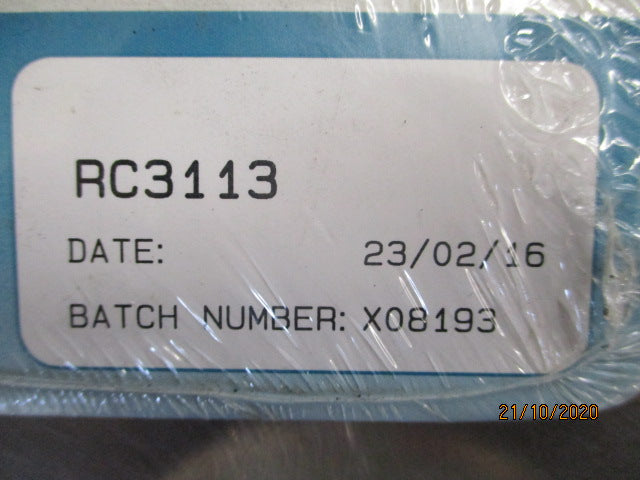 RC3113
DATE: 23/02/16
BATCH NUMBER: X08193
21/10/2020